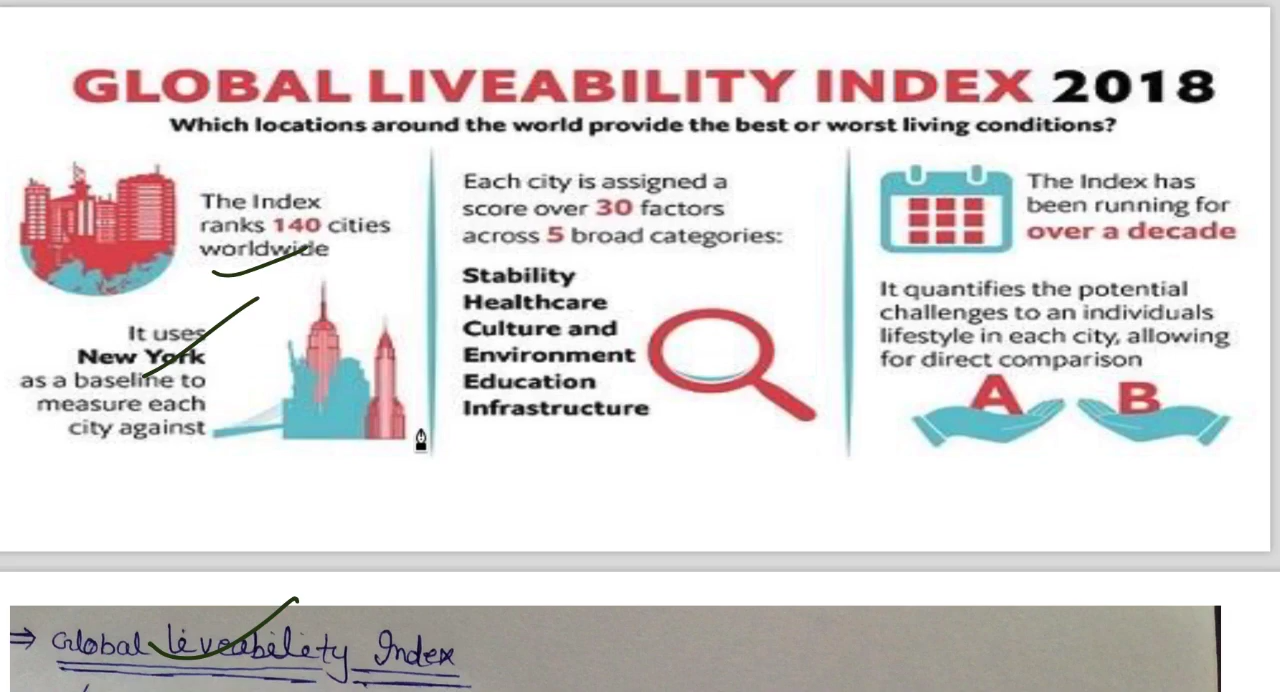 GLOBAL LIVEABILITY INDEX 2018
Which locations around the world provide the best or worst living conditions?
The Index
ranks 140 cities
worldwide
It uses
New York
as a baseline to
measure each
city against
Each city is assigned a
score over 30 factors
across 5 broad categories:
Stability
Healthcare
Culture and
Environment
Education
Infrastructure
The Index has
been running for
over a decade
It quantifies the potential
challenges to an individuals
lifestyle in each city, allowing
for direct comparison
A B
⇒ Global liveability Index